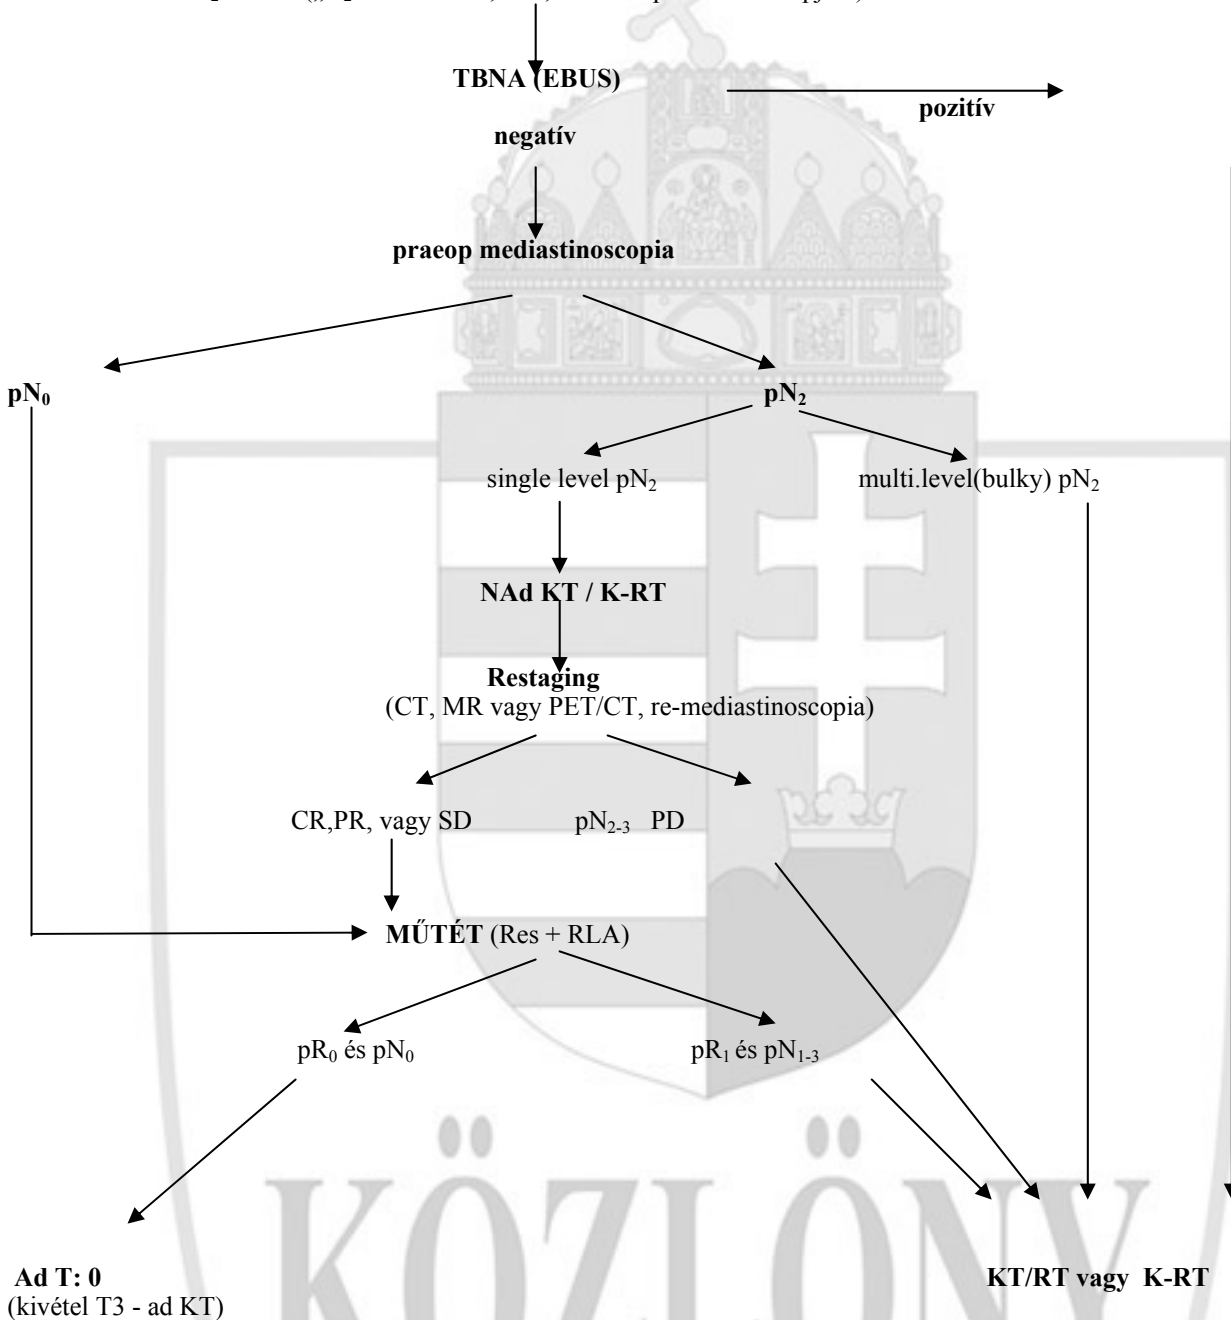 TBNA (EBUS)
pozitív
negatív
praeop mediastinoscopia
pN₀
pN₂
single level pN₂
multi.level(bulky) pN₂
NAd KT / K-RT
Restaging
(CT, MR vagy PET/CT, re-mediastinoscopia)
CR,PR, vagy SD
pN₂₋₃ PD
MŰTÉT (Res + RLA)
pR₀ és pN₀
pR₁ és pN₁₋₃
KÖZLÖNY
Ad T: 0
(kivétel T3 - ad KT)
KT/RT vagy K-RT